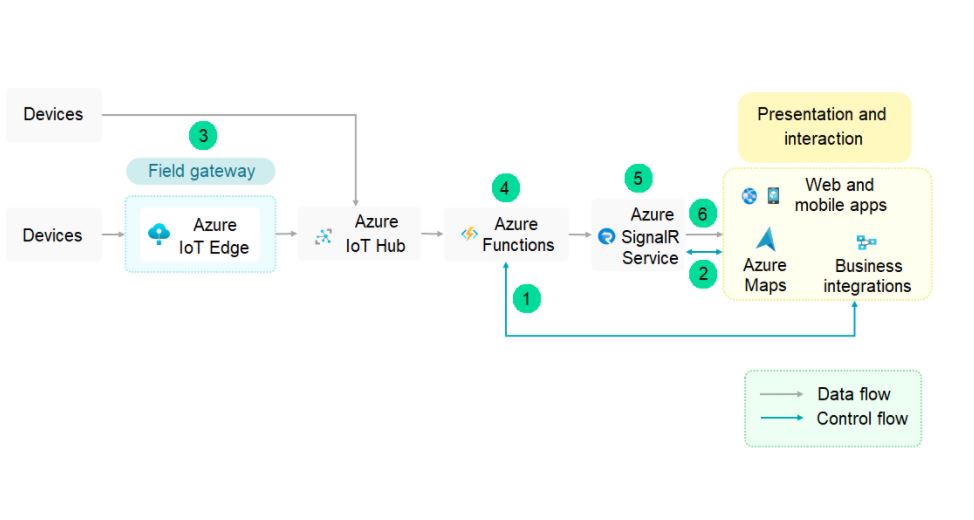 Devices
3
Field gateway
Devices
Azure
IoT Edge
Azure
IoT Hub
4
Azure
Functions
1
5
Azure
SignalR
Service
6
2
Presentation and
interaction
Web and
mobile apps
Azure
Maps
Business
integrations
Data flow
Control flow